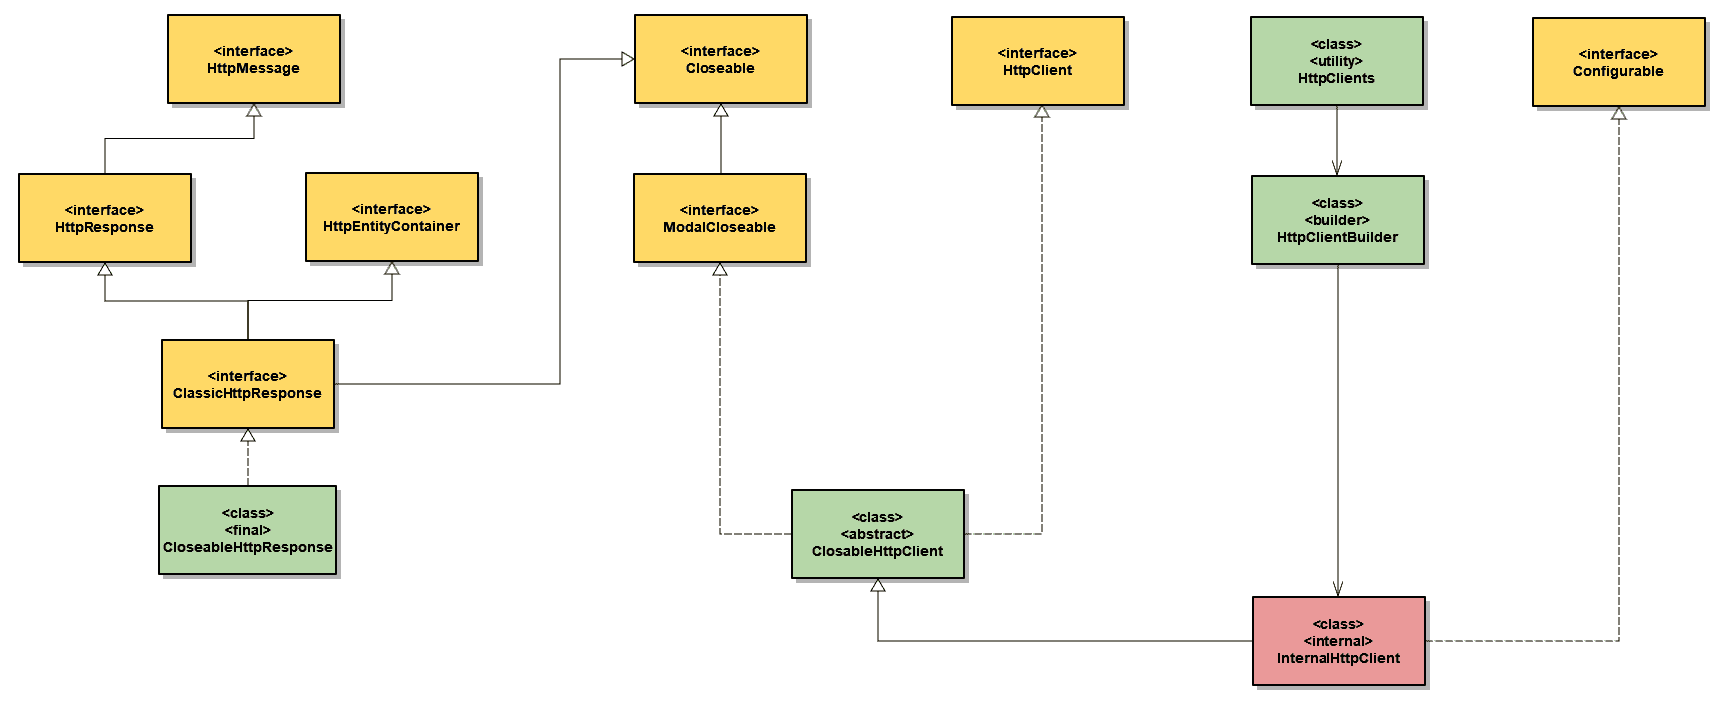 <interface>
HttpMessage
<interface>
Closeable
<interface>
HttpClient
<class>
<utility>
HttpClients
<interface>
Configurable
<interface>
HttpResponse
<interface>
HttpEntityContainer
<interface>
ModalCloseable
<class>
<builder>
HttpClientBuilder
<interface>
ClassicHttpResponse
<class>
<final>
CloseableHttpResponse
<class>
<abstract>
ClosableHttpClient
<class>
<internal>
InternalHttpClient